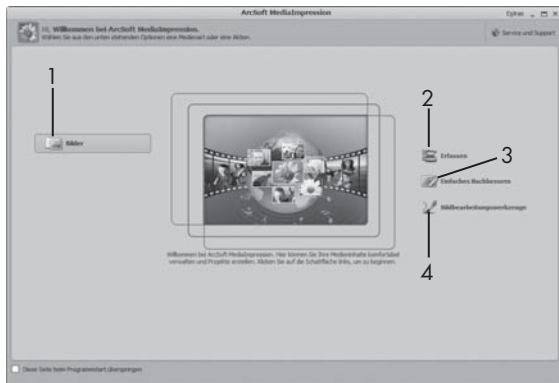 ArcSoft MediaImpression
Extras
Hi, Willkommen bei ArcSoft MediaImpression.
Wählen Sie aus den unten stehenden Optionen eine Medienart oder eine Aktion.
Service und Support
1
Bilder
2
Erfassen
3
Einfaches Nachbessern
Bildbearbeitungswerkzeuge
4
Willkommen bei ArcSoft MediaImpression. Hier können Sie Ihre Medieninhalte komfortabel
verwalten und Projekte erstellen. Klicken Sie auf die Schaltfläche links, um zu beginnen.
Diese Seite beim Programmstart überspringen